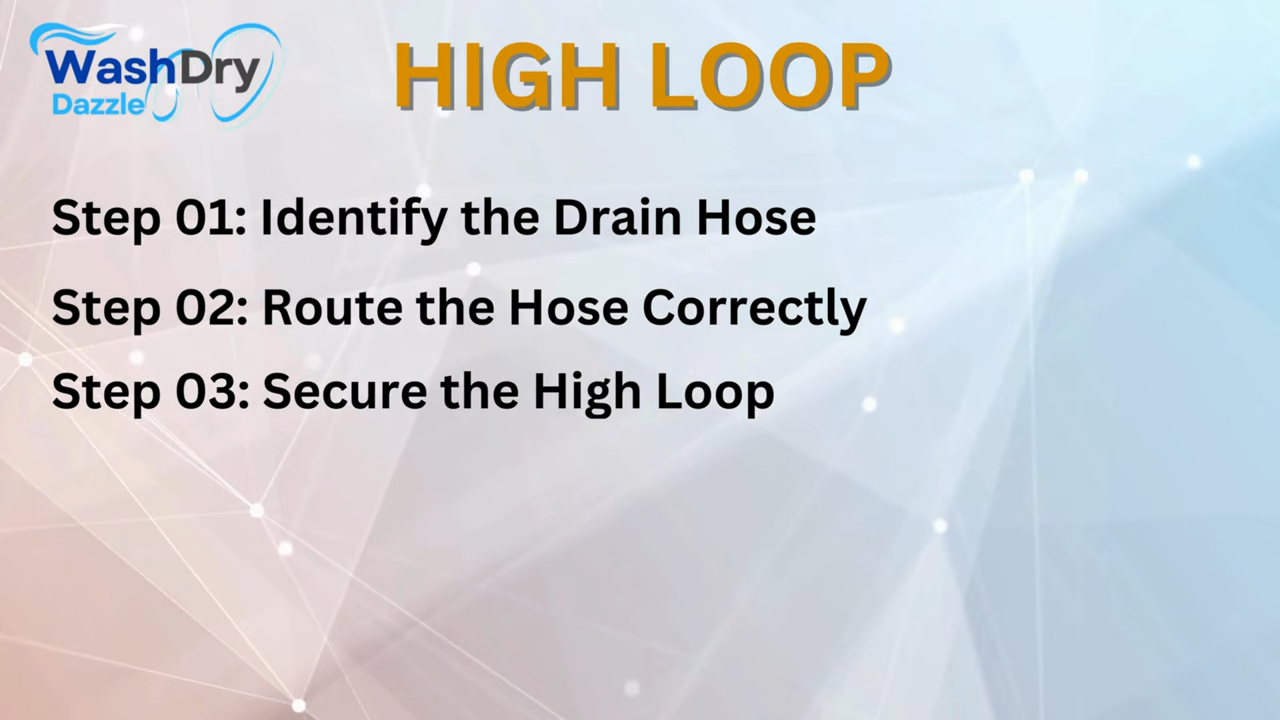 WashDry
Dazzle
HIGH LOOP
Step 01: Identify the Drain Hose
Step 02: Route the Hose Correctly
Step 03: Secure the High Loop